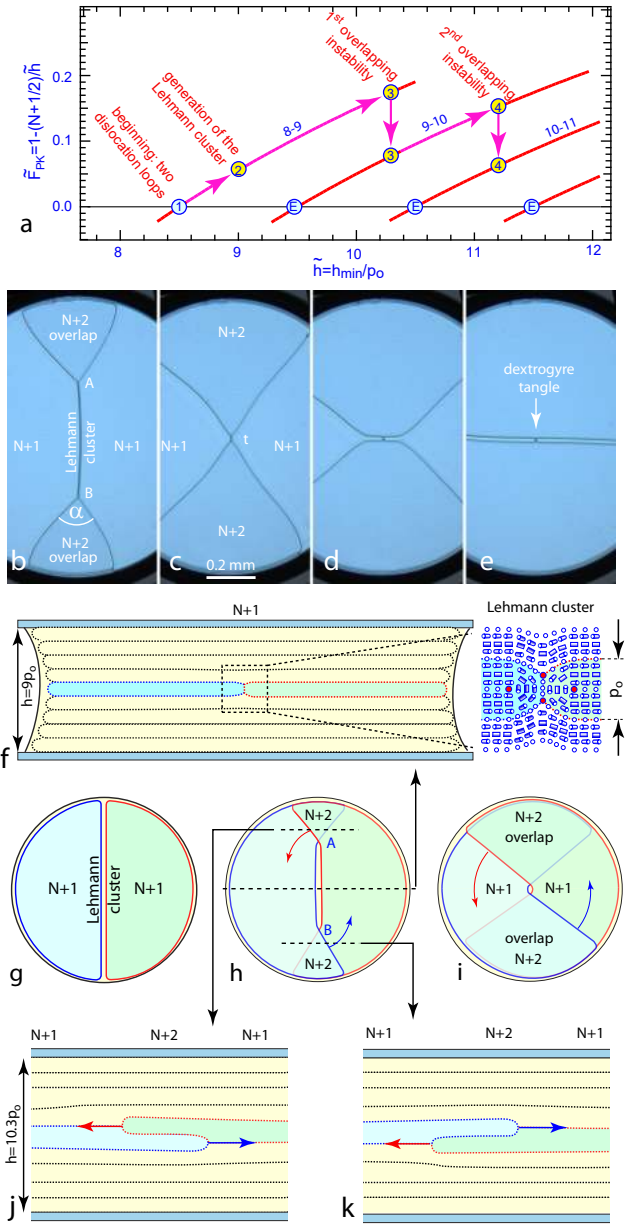 F̃PK=1-(N+1/2)/h̃
0.2
0.1
0.0
1st overlapping
instability
2nd overlapping
instability
generation of the
Lehmann cluster
beginning: two
dislocation loops
8-9
9-10
10-11
1
2
3
3
4
4
E
E
E
8
9
10
11
12
h̃=hmin/po
a
N+2
overlap
A
N+1
Lehmann
cluster
N+1
B
α
N+2
overlap
b
N+2
N+1
t
N+1
N+2
c
0.2 mm
d
dextrogyre
tangle
e
N+1
h=9po
f
Lehmann cluster
po
N+1
Lehmann
cluster
N+1
g
N+2
A
B
N+2
h
N+2
overlap
N+1
N+1
overlap
N+2
i
N+1
N+2
N+1
h=10.3po
j
N+1
N+2
N+1
k